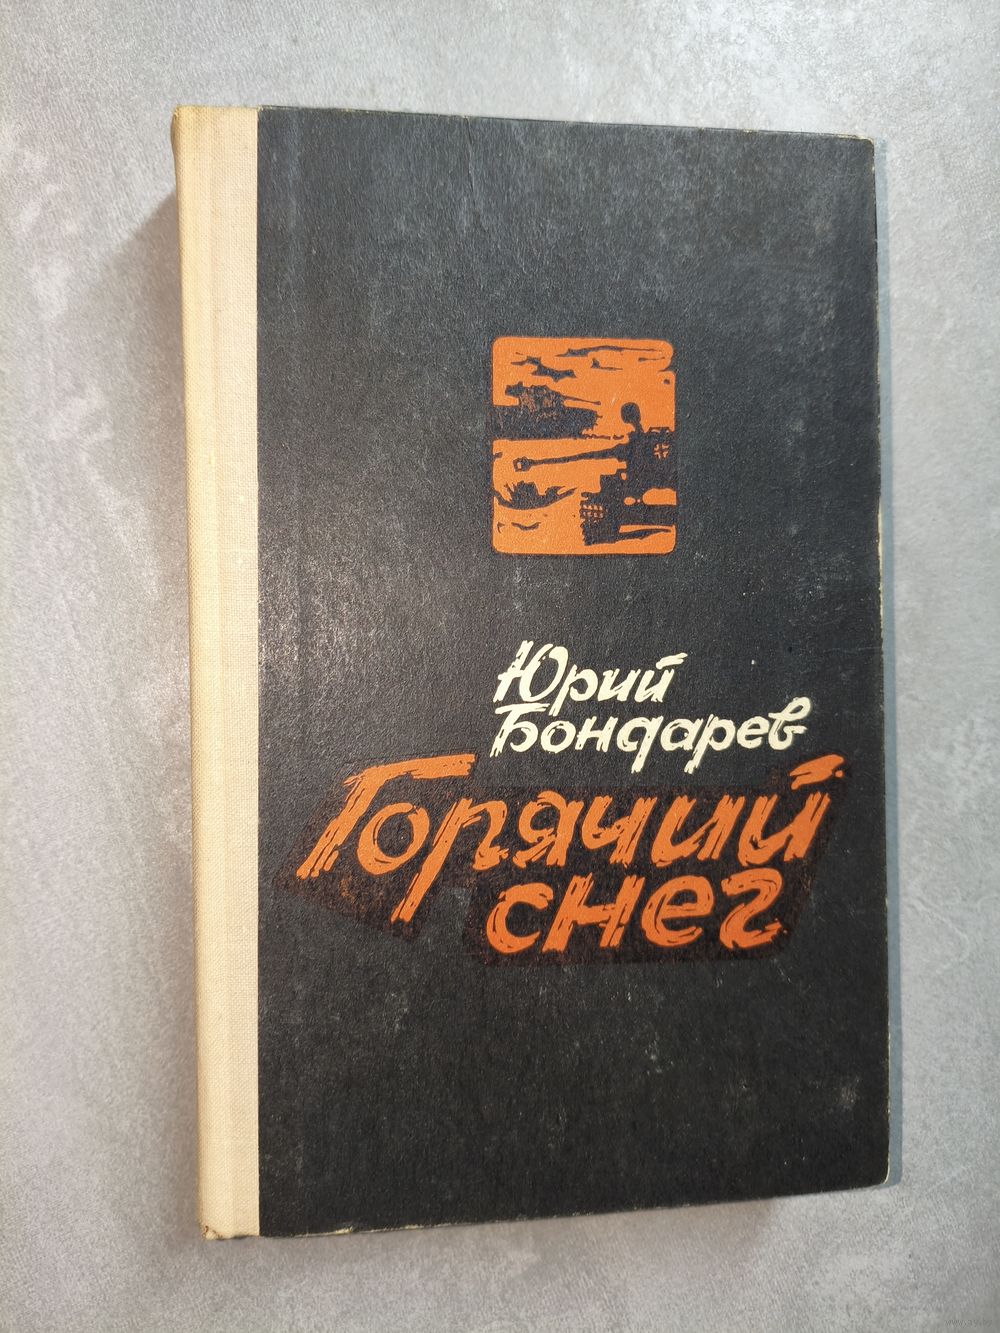 Юрий
Бондарев
Горячий
снег